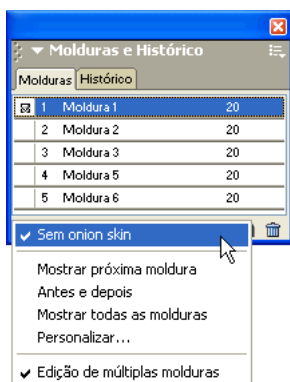 Molduras e Histórico
Molduras Histórico
1 Moldura 1 20
2 Moldura 2 20
3 Moldura 3 20
4 Moldura 5 20
5 Moldura 6 20
Sem onion skin
Mostrar próxima moldura
Antes e depois
Mostrar todas as molduras
Personalizar...
Edição de múltiplas molduras